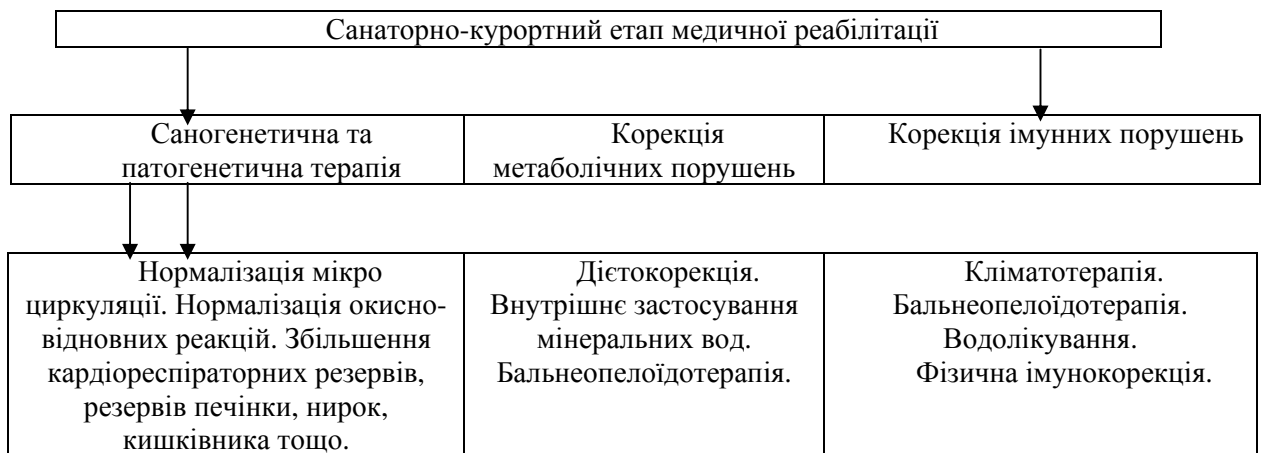 Санаторно-курортний етап медичної реабілітації
Саногенетична та
патогенетична терапія
Корекція
метаболічних порушень
Корекція імунних порушень
Нормалізація мікро
циркуляції. Нормалізація окисно-
відновних реакцій. Збільшення
кардіореспіраторних резервів,
резервів печінки, нирок,
кишківника тощо.
Дієтокорекція.
Внутрішнє застосування
мінеральних вод.
Бальнеопелоїдотерапія.
Кліматотерапія.
Бальнеопелоїдотерапія.
Водолікування.
Фізична імунокорекція.